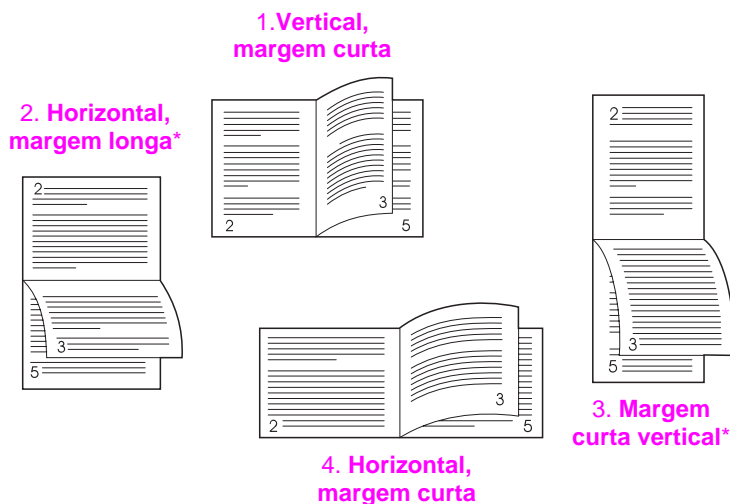 1.Vertical,
margem curta
2. Horizontal,
margem longa*
2
3
5
2
3
5
2
3
5
2
3
5
3. Margem
curta vertical*
4. Horizontal,
margem curta